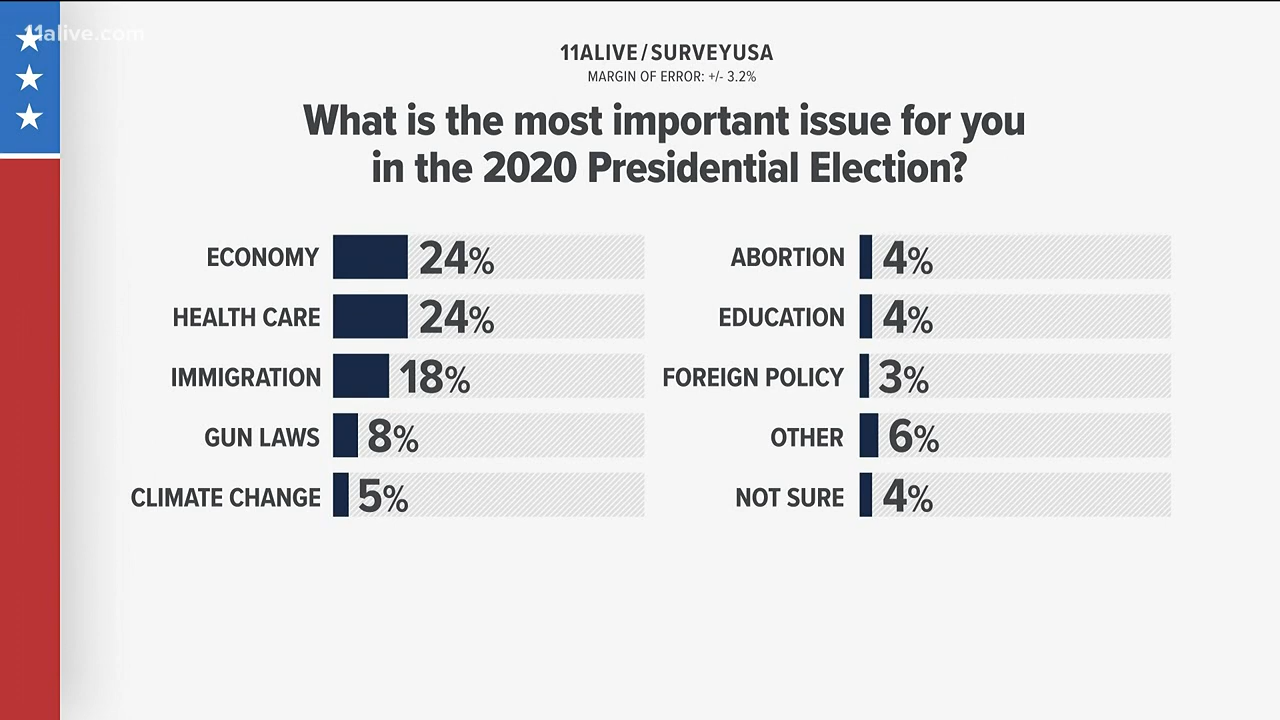 11alive.com
11ALIVE/SURVEYUSA
MARGIN OF ERROR: +/- 3.2%
What is the most important issue for you
in the 2020 Presidential Election?
ECONOMY 24%
HEALTH CARE 24%
IMMIGRATION 18%
GUN LAWS 8%
CLIMATE CHANGE 5%
ABORTION 4%
EDUCATION 4%
FOREIGN POLICY 3%
OTHER 6%
NOT SURE 4%